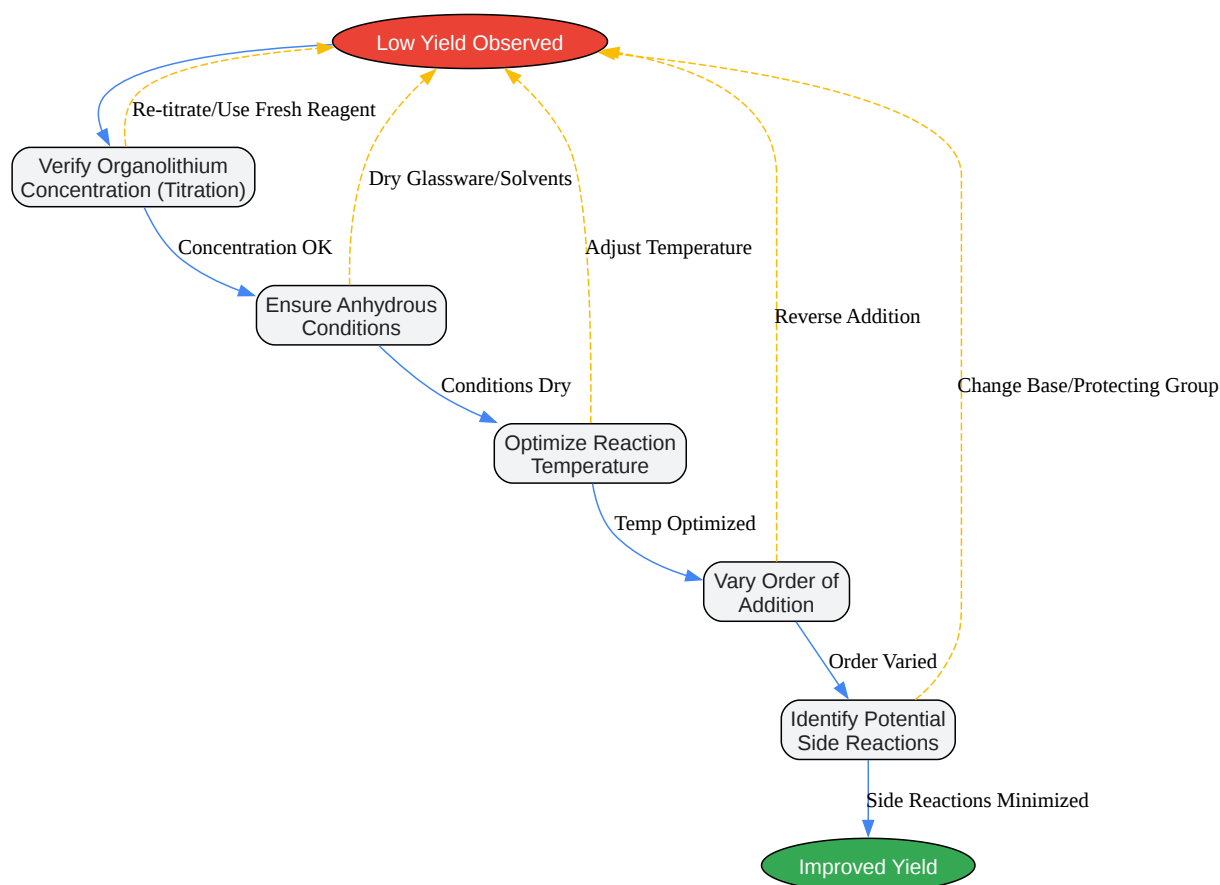 Low Yield Observed
Re-titrate/Use Fresh Reagent
Verify Organolithium
Concentration (Titration)
Dry Glassware/Solvents
Concentration OK
Adjust Temperature
Ensure Anhydrous
Conditions
Reverse Addition
Conditions Dry
Change Base/Protecting Group
Optimize Reaction
Temperature
Temp Optimized
Vary Order of
Addition
Order Varied
Identify Potential
Side Reactions
Side Reactions Minimized
Improved Yield